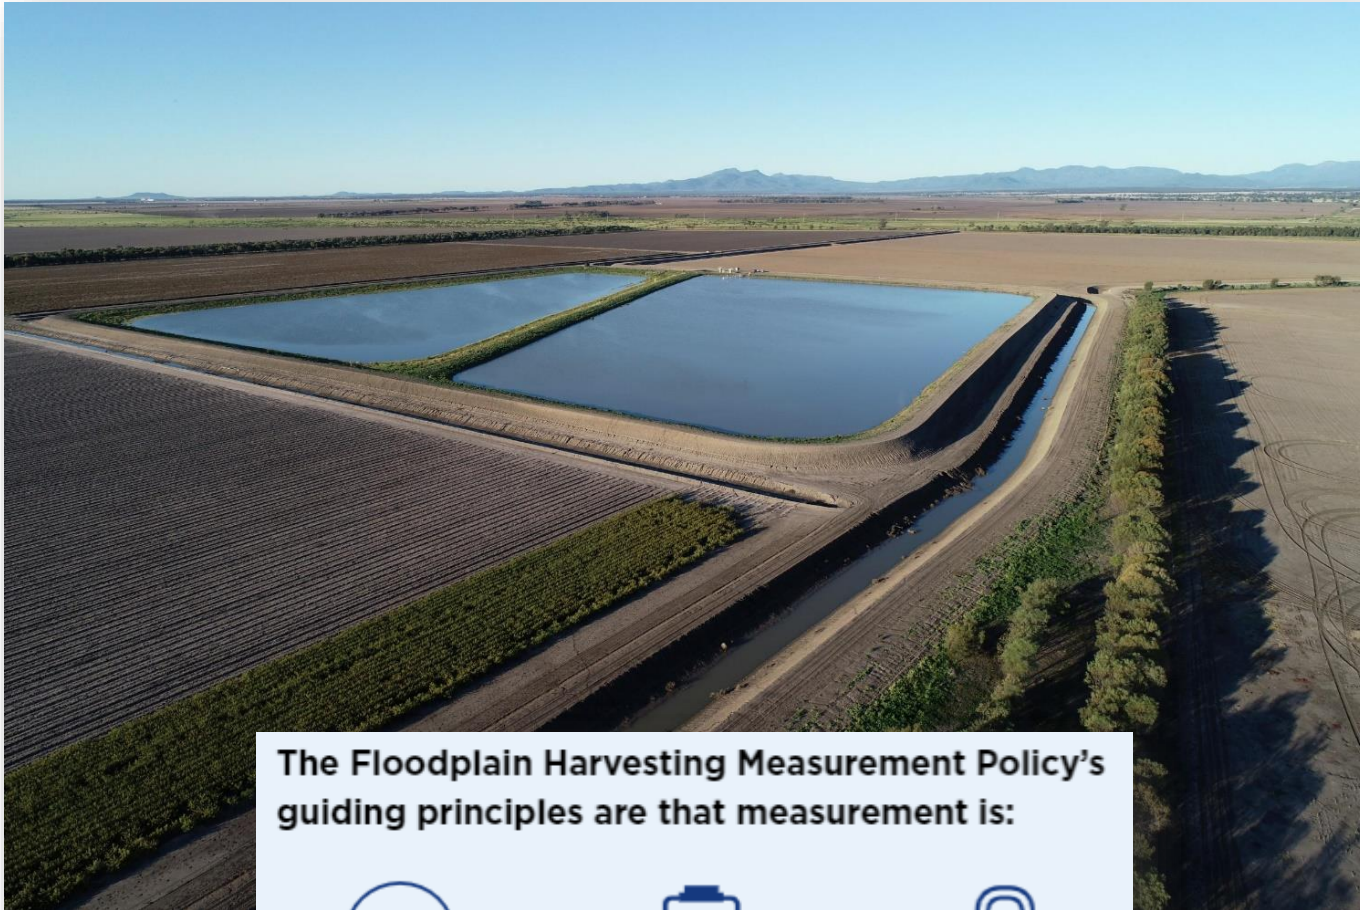 The Floodplain Harvesting Measurement Policy’s
guiding principles are that measurement is: